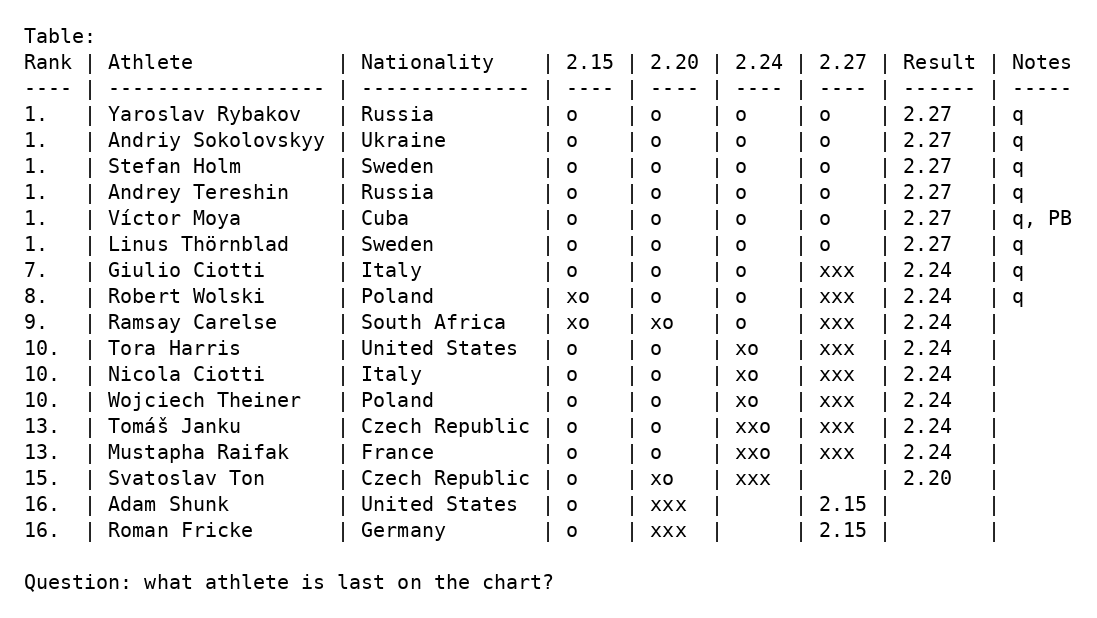 Table:
Rank | Athlete            | Nationality    | 2.15 | 2.20 | 2.24 | 2.27 | Result | Notes
---- | ------------------ | -------------- | ---- | ---- | ---- | ---- | ------ | -----
1.   | Yaroslav Rybakov   | Russia         | o    | o    | o    | o    | 2.27   | q
1.   | Andriy Sokolovskyy | Ukraine        | o    | o    | o    | o    | 2.27   | q
1.   | Stefan Holm        | Sweden         | o    | o    | o    | o    | 2.27   | q
1.   | Andrey Tereshin    | Russia         | o    | o    | o    | o    | 2.27   | q
1.   | Víctor Moya        | Cuba           | o    | o    | o    | o    | 2.27   | q, PB
1.   | Linus Thörnblad    | Sweden         | o    | o    | o    | o    | 2.27   | q
7.   | Giulio Ciotti      | Italy          | o    | o    | o    | xxx  | 2.24   | q
8.   | Robert Wolski      | Poland         | xo   | o    | o    | xxx  | 2.24   | q
9.   | Ramsay Carelse     | South Africa   | xo   | xo   | o    | xxx  | 2.24   |
10.  | Tora Harris        | United States  | o    | o    | xo   | xxx  | 2.24   |
10.  | Nicola Ciotti      | Italy          | o    | o    | xo   | xxx  | 2.24   |
10.  | Wojciech Theiner   | Poland         | o    | o    | xo   | xxx  | 2.24   |
13.  | Tomáš Janku        | Czech Republic | o    | o    | xxo  | xxx  | 2.24   |
13.  | Mustapha Raifak    | France         | o    | o    | xxo  | xxx  | 2.24   |
15.  | Svatoslav Ton      | Czech Republic | o    | xo   | xxx  |      | 2.20   |
16.  | Adam Shunk         | United States  | o    | xxx  |      | 2.15 |        |
16.  | Roman Fricke       | Germany        | o    | xxx  |      | 2.15 |        |
Question: what athlete is last on the chart?